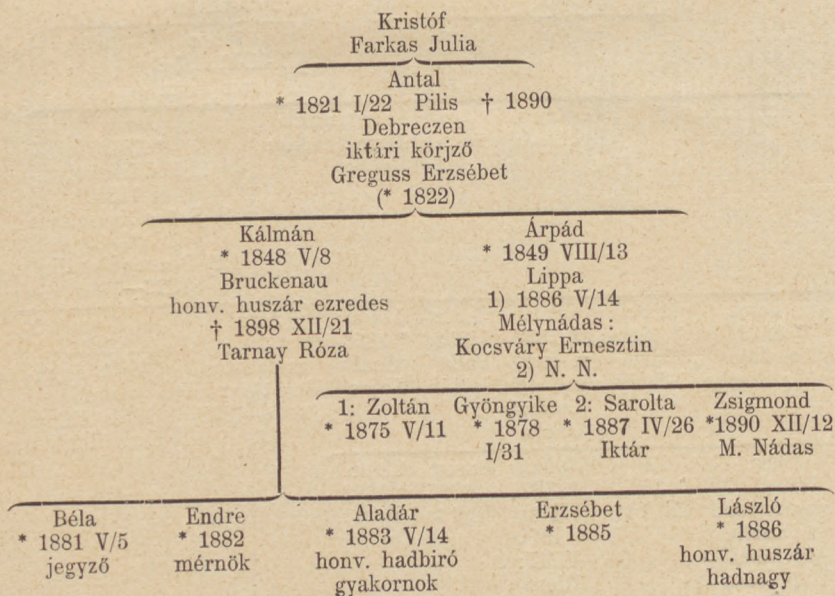 Kristóf
Farkas Julia
Antal
* 1821 I/22 Pilis † 1890
Debreczen
iktári körjző
Greguss Erzsébet
(* 1822)
Kálmán
* 1848 V/8
Bruckenau
honv. huszár ezredes
† 1898 XII/21
Tarnay Róza
Árpád
* 1849 VIII/13
Lippa
1) 1886 V/14
Mélynádas :
Kocsváry Ernesztin
2) N. N.
1: Zoltán
* 1875 V/11
Gyöngyike
* 1878
I/31
2: Sarolta
* 1887 IV/26
Iktár
Zsigmond
*1890 XII/12
M. Nádas
Béla
* 1881 V/5
jegyző
Endre
* 1882
mérnök
Aladár
* 1883 V/14
honv. hadbiró
gyakornok
Erzsébet
* 1885
László
* 1886
honv. huszár
hadnagy